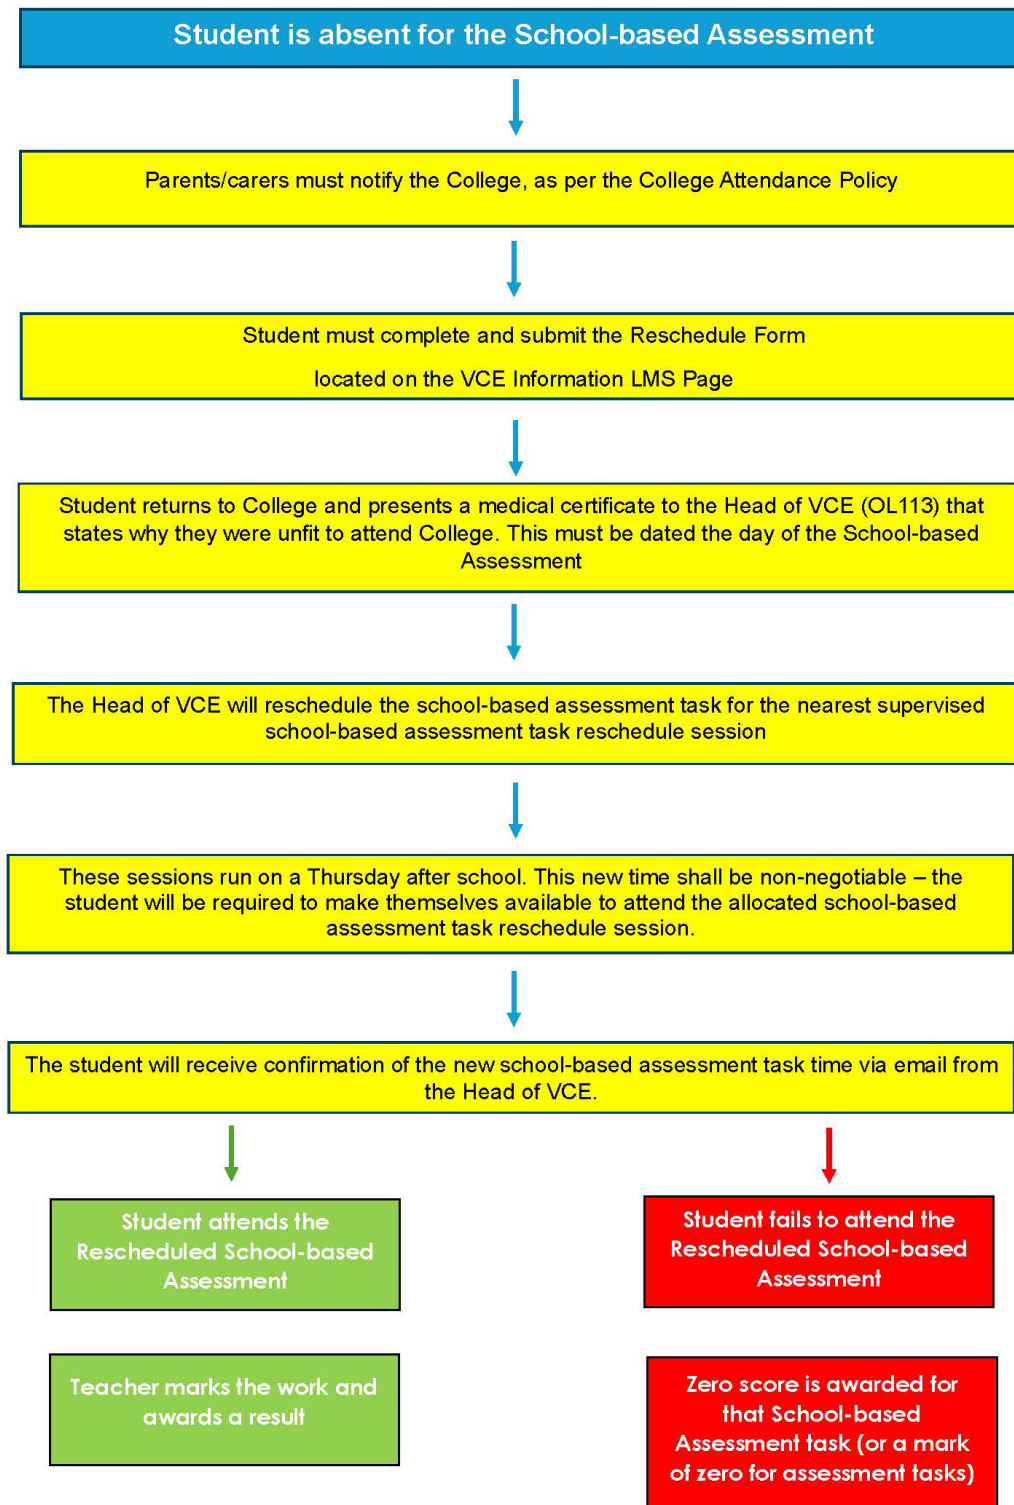 Student is absent for the School-based Assessment
Parents/carers must notify the College, as per the College Attendance Policy.
Student must complete and submit the Reschedule Form
located on the VCE Information LMS Page
Student returns to College and presents a medical certificate to the Head of VCE (OL113) that
states why they were unfit to attend College. This must be dated the day of the School-based
Assessment
The Head of VCE will reschedule the school-based assessment task for the nearest supervised
school-based assessment task reschedule session
These sessions run on a Thursday after school. This new time shall be non-negotiable – the
student will be required to make themselves available to attend the allocated school-based
assessment task reschedule session.
The student will receive confirmation of the new school-based assessment task time via email from
the Head of VCE.
Student attends the
Rescheduled School-based
Assessment
Student fails to attend the
Rescheduled School-based
Assessment
Teacher marks the work and
awards a result
Zero score is awarded for
that School-based
Assessment task (or a mark
of zero for assessment tasks)